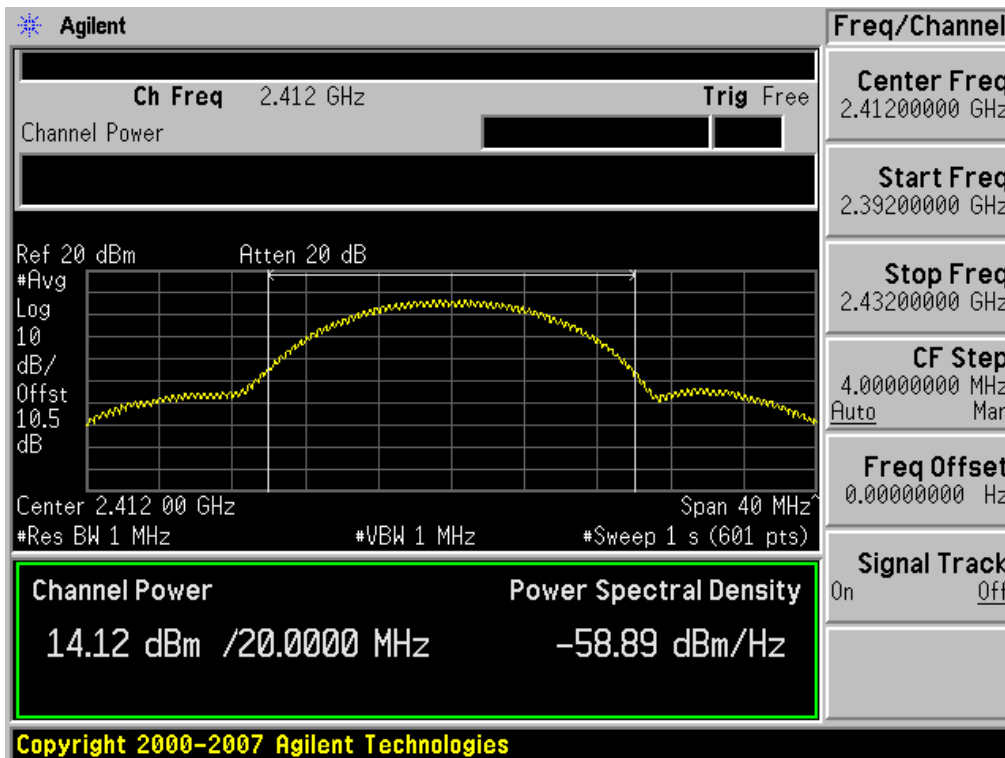 Agilent
Freq/Channel
Ch Freq 2.412 GHz Trig Free
Channel Power
Center Freq
2.41200000 GHz
Start Freq
2.39200000 GHz
Stop Freq
2.43200000 GHz
CF Step
4.00000000 MHz
Auto Man
Freq Offset
0.00000000 Hz
Signal Track
On Off
Ref 20 dBm Atten 20 dB
#Avg
Log
10
dB/
Offst
10.5
dB
Center 2.412 00 GHz Span 40 MHz^
#Res BW 1 MHz #VBW 1 MHz #Sweep 1 s (601 pts)
Channel Power Power Spectral Density
14.12 dBm /20.0000 MHz -58.89 dBm/Hz
Copyright 2000-2007 Agilent Technologies